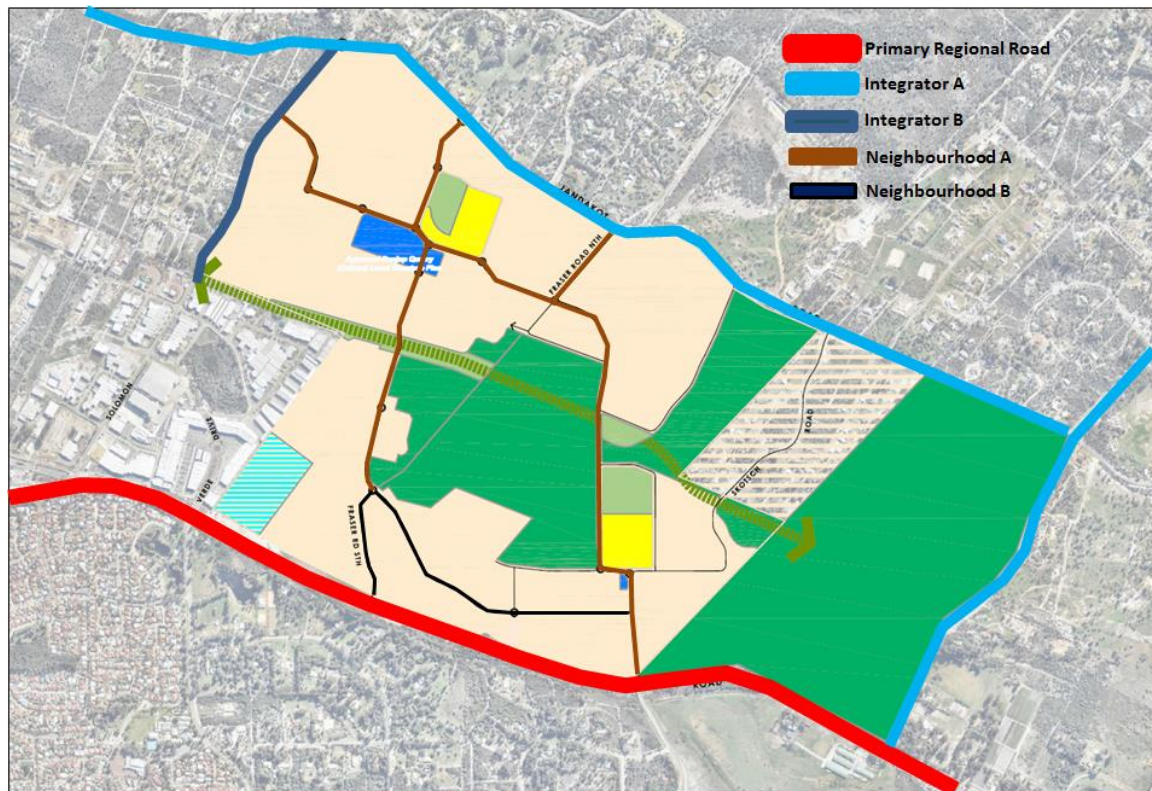 Primary Regional Road
Integrator A
Integrator B
Neighbourhood A
Neighbourhood B
JANDAKOT
FRASER ROAD NTH
ROAD
SOLOMON
DRIVE
ROAD
SKOTSCH
VERDE
FRASER RD STH
ROAD